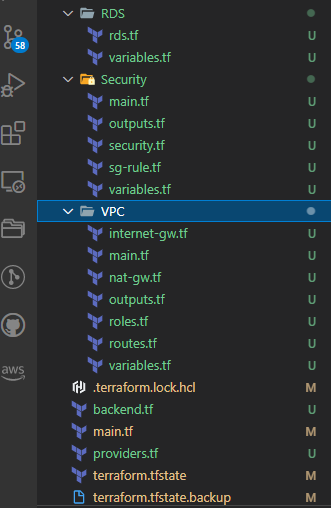 RDS
rds.tf U
variables.tf U
58
Security
main.tf U
outputs.tf U
security.tf U
sg-rule.tf U
variables.tf U
VPC
internet-gw.tf U
main.tf U
nat-gw.tf U
outputs.tf U
roles.tf U
routes.tf U
variables.tf U
aws
.terraform.lock.hcl M
backend.tf U
main.tf M
providers.tf U
terraform.tfstate M
terraform.tfstate.backup M